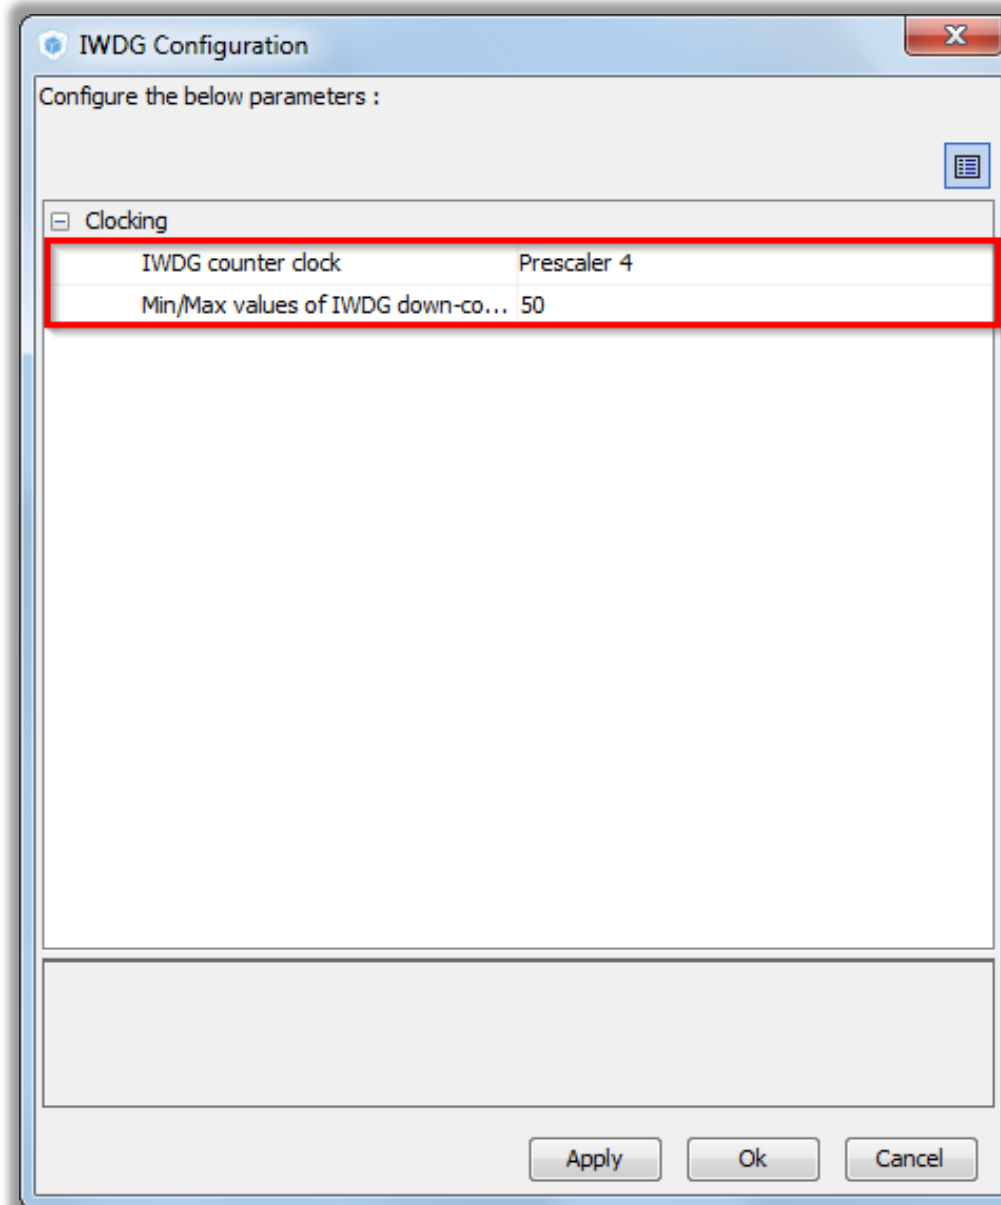 IWDG Configuration
Configure the below parameters :
Clocking
IWDG counter clock Prescaler 4
Min/Max values of IWDG down-co... 50
Apply Ok Cancel